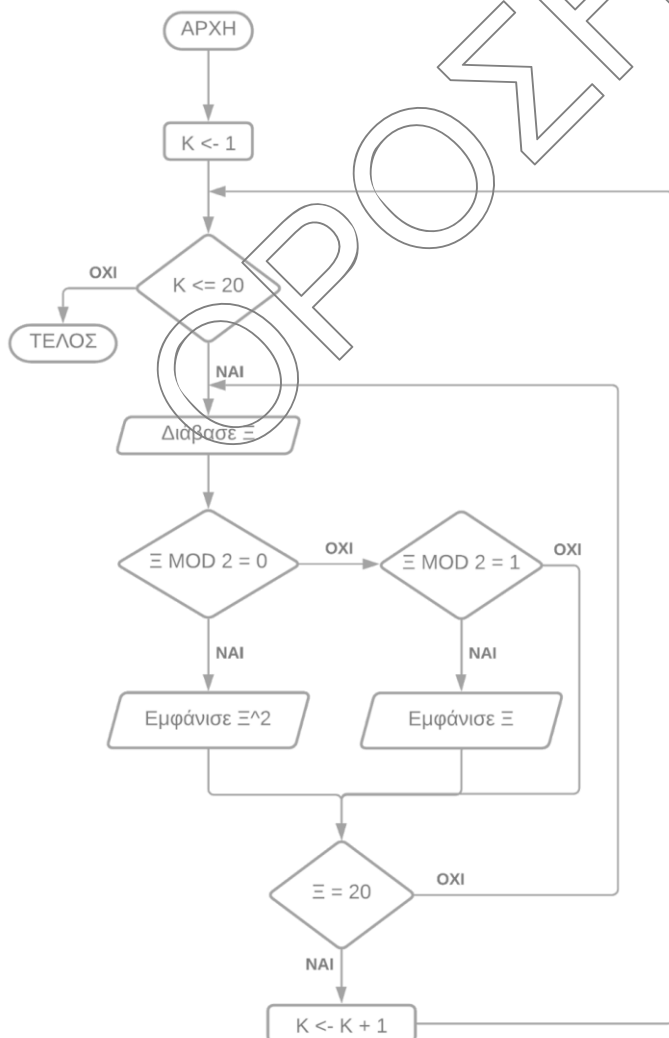 ΑΡΧΗ
Κ <- 1
Κ <= 20
ΟΧΙ
ΤΕΛΟΣ
ΝΑΙ
Διάβασε Ξ
Ξ MOD 2 = 0
ΟΧΙ
Ξ MOD 2 = 1
ΟΧΙ
ΝΑΙ
ΝΑΙ
Εμφάνισε Ξ^2
Εμφάνισε Ξ
Ξ = 20
ΟΧΙ
ΝΑΙ
Κ <- Κ + 1